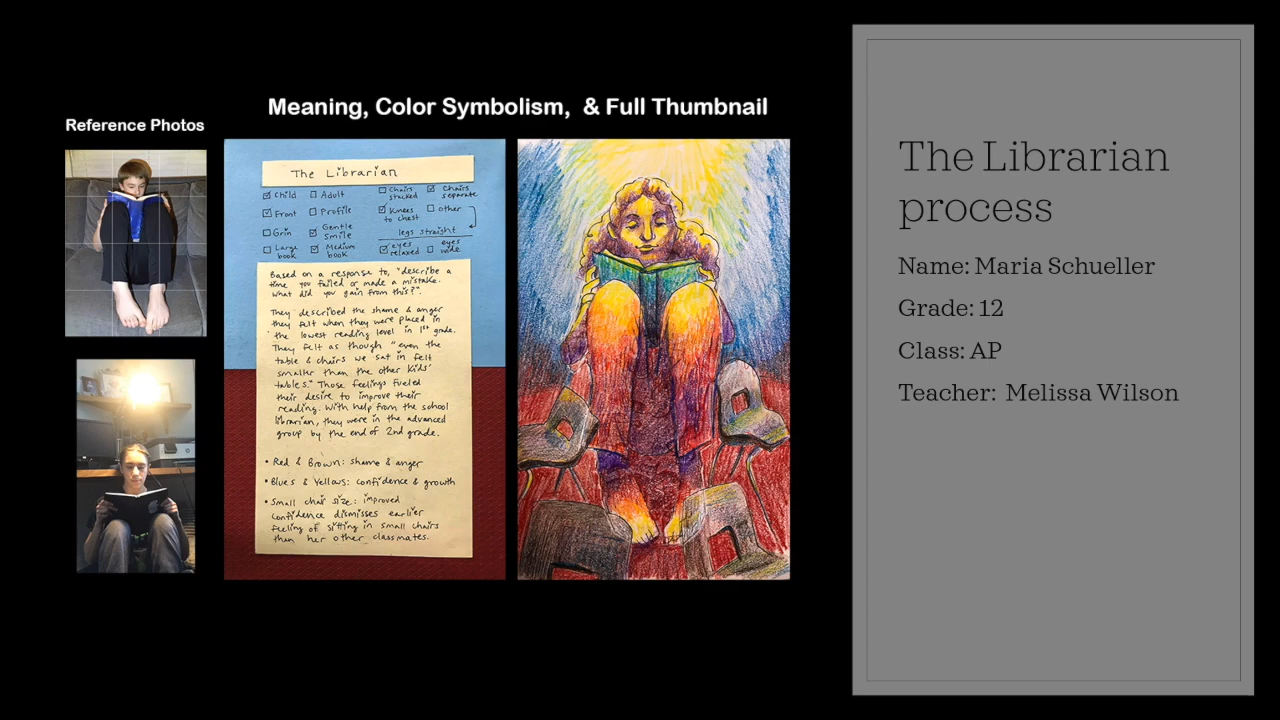 Reference Photos
Meaning, Color Symbolism, & Full Thumbnail
The Librarian
☑ Child ☐ Adult ☐ Chairs stacked ☑ Chairs separate
☑ Front ☐ Profile ☑ Knees to chest ☐ other
☐ Grin ☑ Gentle smile legs straight
☐ Large book ☑ Medium book ☑ eyes relaxed ☐ eyes wide
Based on a response to, "describe a
time you failed or made a mistake.
What did you gain from this?".
They described the shame & anger
they felt when they were placed in
the lowest reading level in 1st grade.
They felt as though "even the
table & chairs we sat in felt
smaller than the other kids'
tables." Those feelings fueled
their desire to improve their
reading. With help from the school
librarian, they were in the advanced
group by the end of 2nd grade.
• Red & Brown: shame & anger
• Blues & Yellows: confidence & growth
• Small chair size: improved
confidence dismisses earlier
feeling of sitting in small chairs
than her other classmates.
The Librarian
process
Name: Maria Schueller
Grade: 12
Class: AP
Teacher: Melissa Wilson